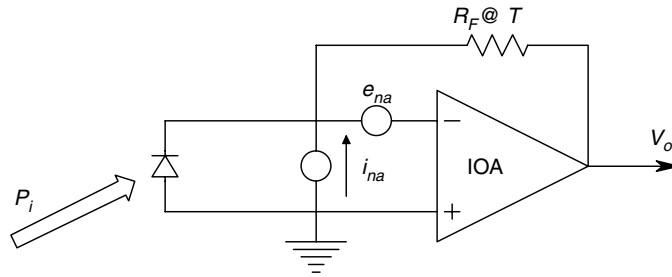 R_F @ T
e_na
−
IOA
V_o
i_na
P_i
+